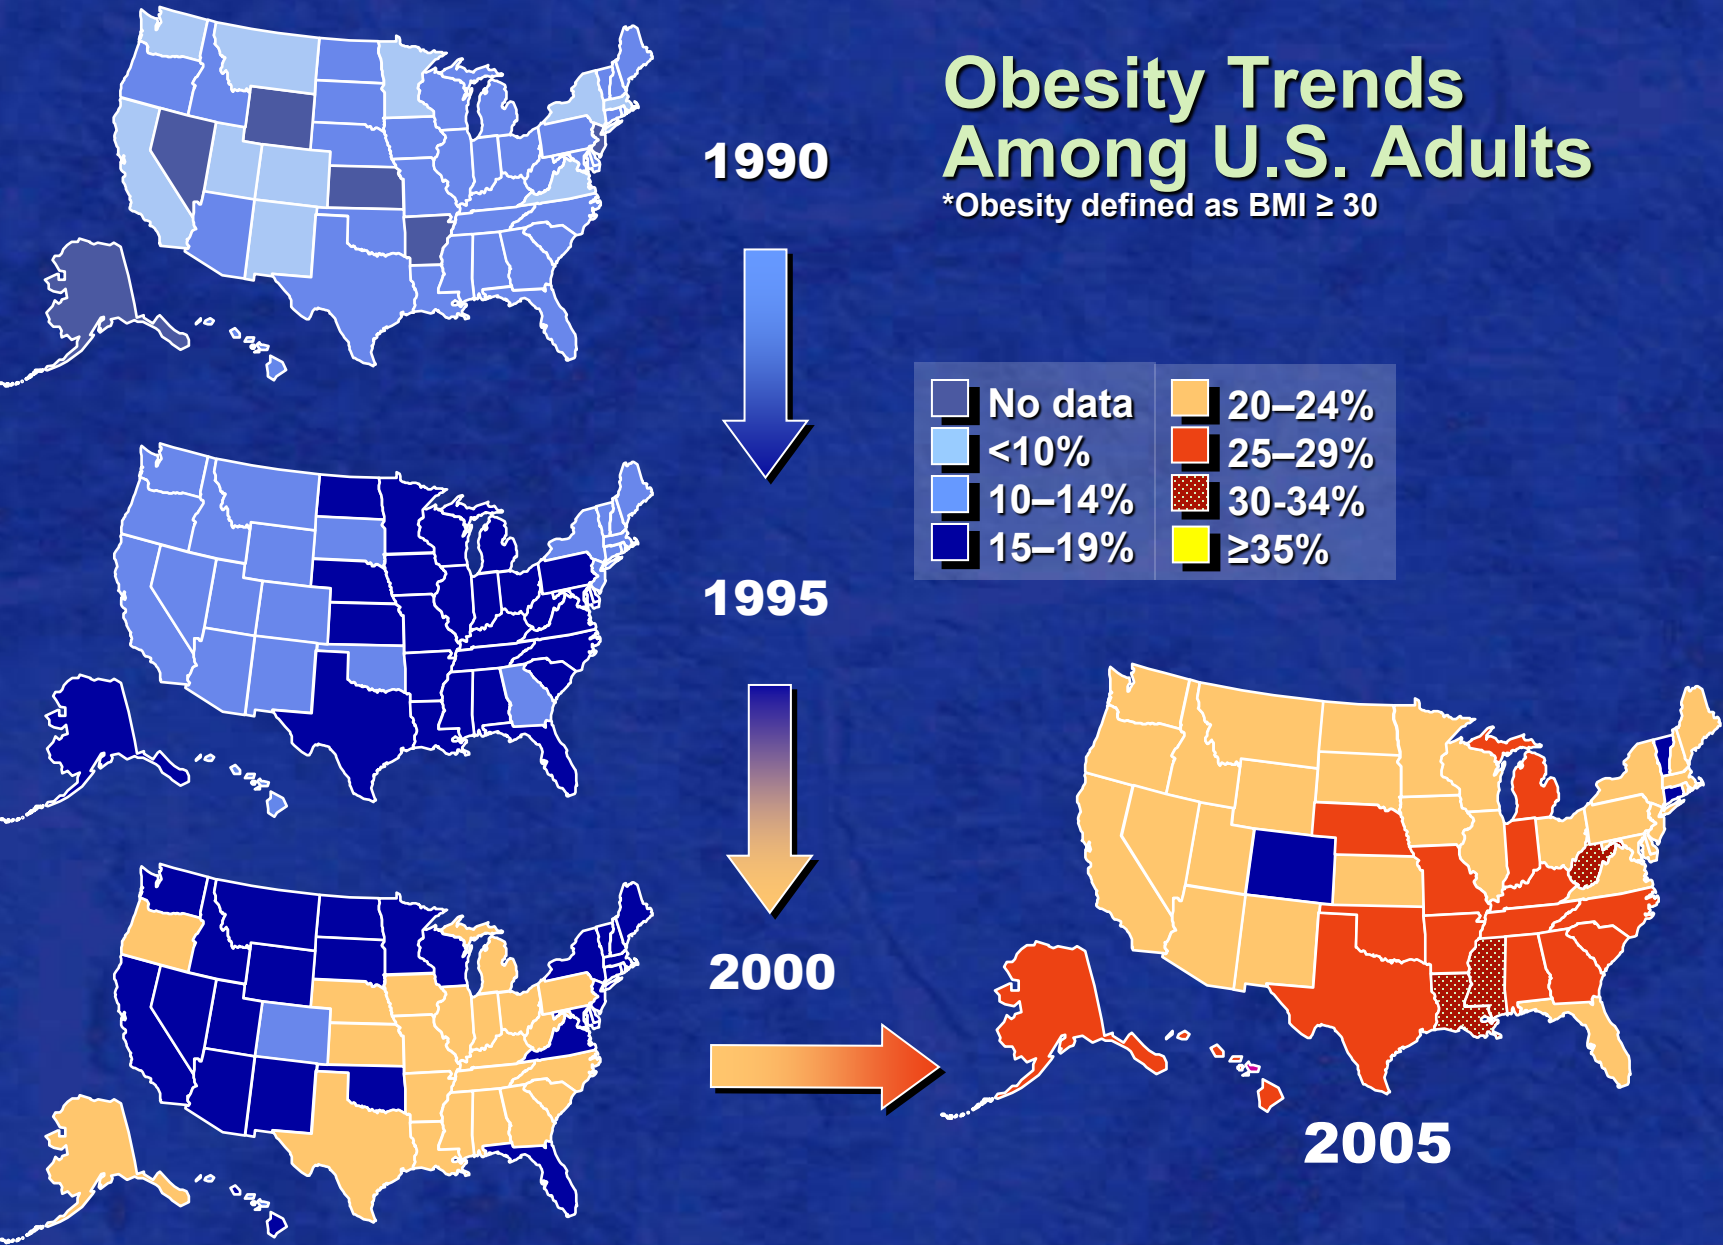 Obesity Trends
Among U.S. Adults
*Obesity defined as BMI ≥ 30
1990
No data
<10%
10–14%
15–19%
20–24%
25–29%
30-34%
≥35%
1995
2000
2005